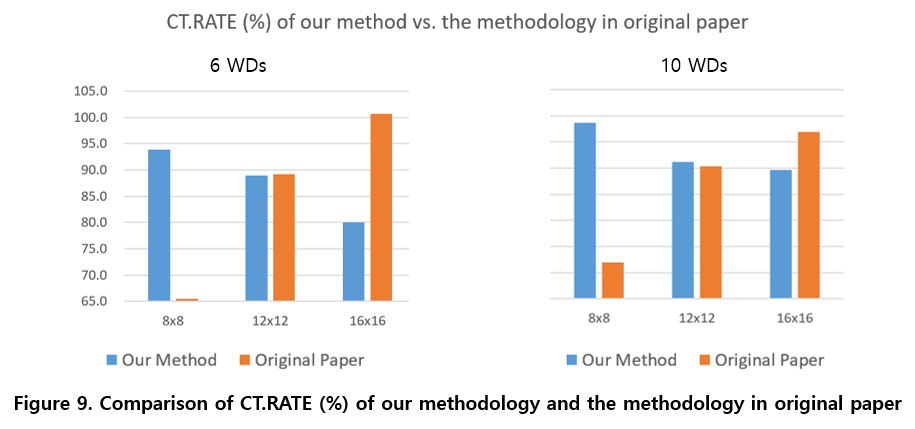 CT.RATE (%) of our method vs. the methodology in original paper
6 WDs
105.0
100.0
95.0
90.0
85.0
80.0
75.0
70.0
65.0
8x8 12x12 16x16
Our Method Original Paper
10 WDs
8x8 12x12 16x16
Our Method Original Paper
Figure 9. Comparison of CT.RATE (%) of our methodology and the methodology in original paper